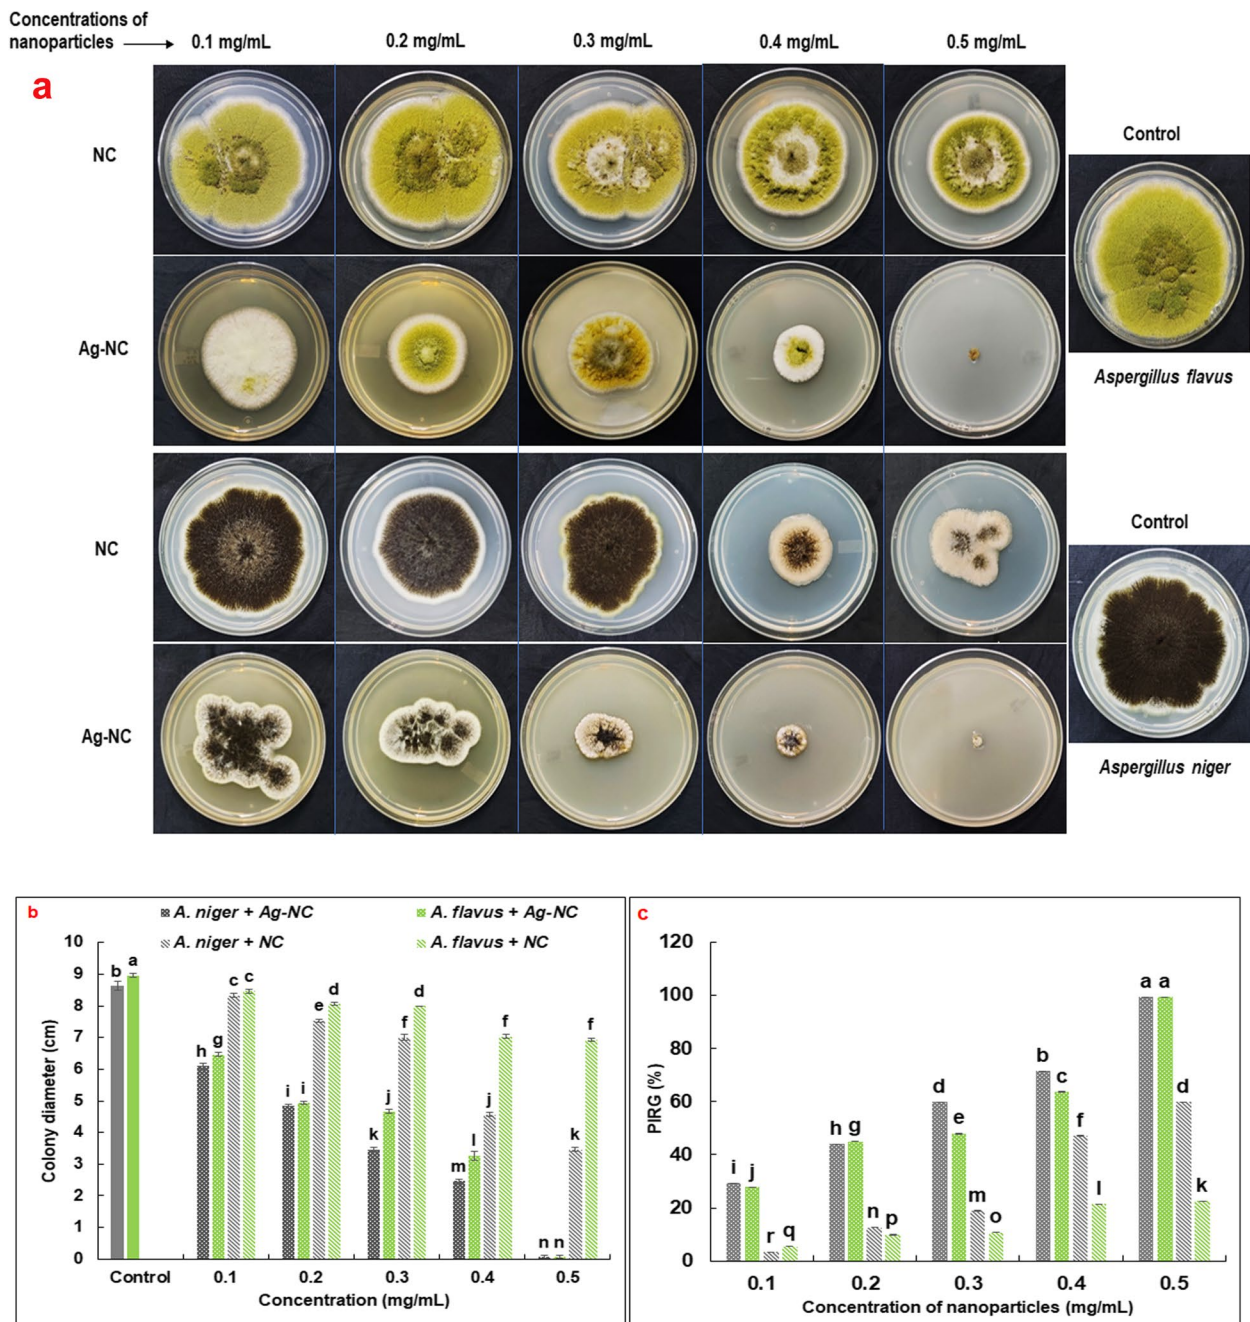 Concentrations of
nanoparticles
0.1 mg/mL
0.2 mg/mL
0.3 mg/mL
0.4 mg/mL
0.5 mg/mL
a
NC
Control
Aspergillus flavus
Ag-NC
NC
Control
Aspergillus niger
Ag-NC
b
A. niger + Ag-NC
A. flavus + Ag-NC
A. niger + NC
A. flavus + NC
10
9
8
7
6
5
4
3
2
1
0
Colony diameter (cm)
b a
h g c c
i i e d
k j f d
m l j f
n n k f
Control 0.1 0.2 0.3 0.4 0.5
Concentration (mg/mL)
c
120
100
80
60
40
20
0
PIRG (%)
i j r q
h g n p
d e m o
b c f l
a a d k
0.1 0.2 0.3 0.4 0.5
Concentration of nanoparticles (mg/mL)